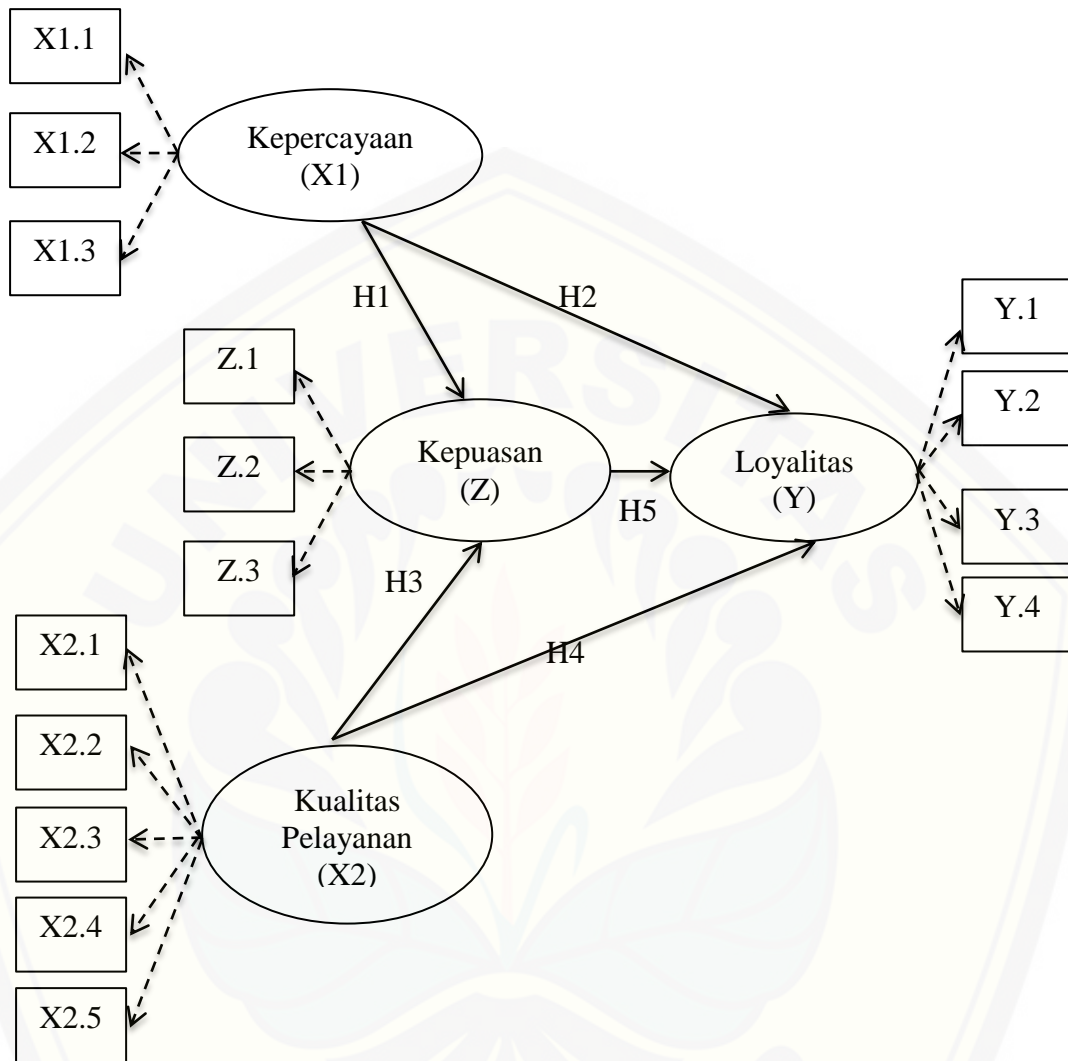 X1.1
X1.2
X1.3
Kepercayaan
(X1)
H1
H2
Z.1
Z.2
Z.3
Kepuasan
(Z)
H5
Loyalitas
(Y)
Y.1
Y.2
Y.3
Y.4
H3
H4
X2.1
X2.2
X2.3
X2.4
X2.5
Kualitas
Pelayanan
(X2)
UNIVERSITAS